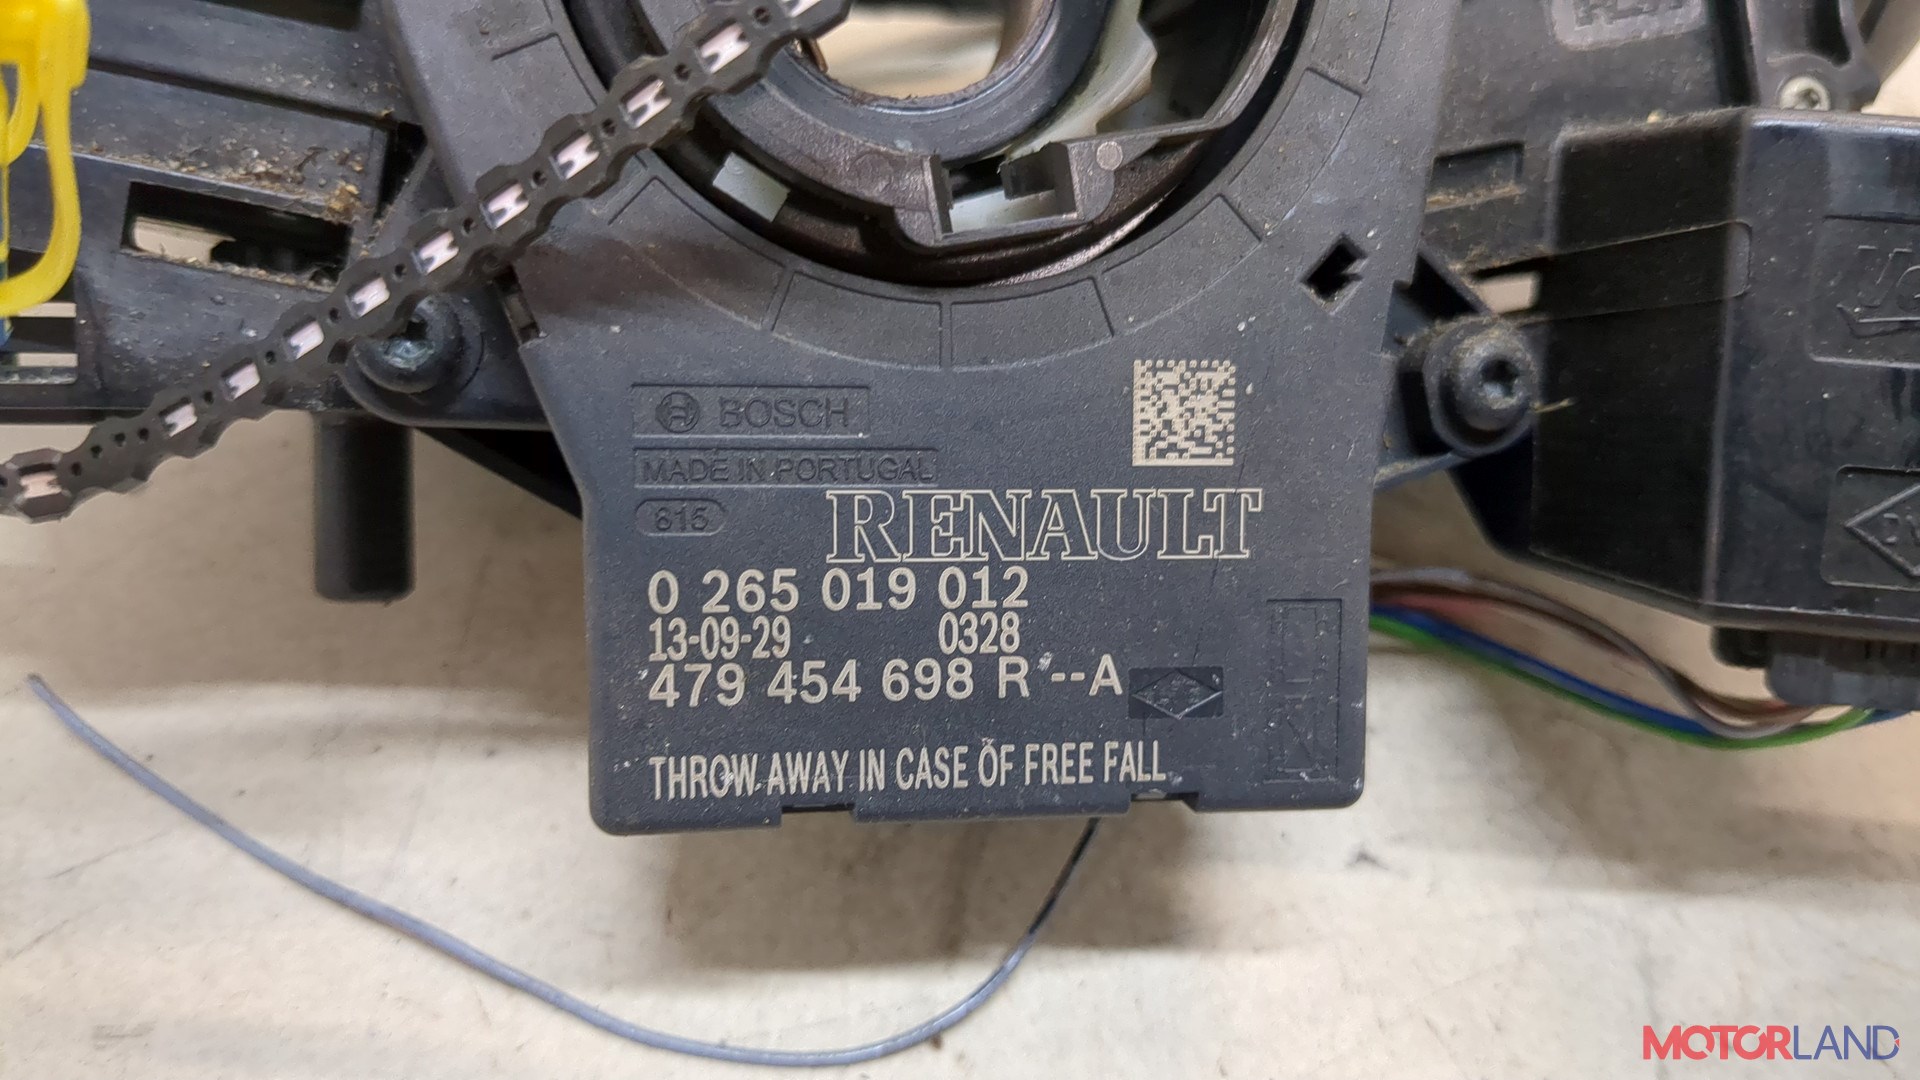 BOSCH
MADE IN PORTUGAL
615
RENAULT
0 265 019 012
13-09-29 0328
479 454 698 R --A
THROW AWAY IN CASE OF FREE FALL
MOTORLAND